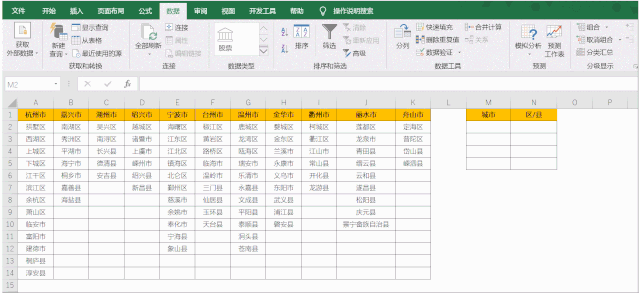 文件 开始 插入 页面布局 公式 数据 审阅 视图 开发工具 帮助 操作说明搜索
获取 外部数据 新建 查询 显示查询 从表格 最近使用的源 全部刷新 连接 属性 编辑链接 股票 排序 筛选 清除 重新应用 高级 分列 快速填充 删除重复值 数据验证 合并计算 关系 模拟分析 预测 工作表 组合 取消组合 分类汇总
获取和转换 连接 数据类型 排序和筛选 数据工具 预测 分级显示
M2 fx
A B C D E F G H I J K L M N O P
1 杭州市 嘉兴市 湖州市 绍兴市 宁波市 台州市 温州市 金华市 衢州市 丽水市 舟山市 城市 区/县
2 拱墅区 南湖区 吴兴区 越城区 海曙区 椒江区 鹿城区 婺城区 柯城区 莲都区 定海区
3 西湖区 秀洲区 南浔区 诸暨市 江东区 黄岩区 龙湾区 金东区 衢江区 龙泉市 普陀区
4 上城区 平湖市 长兴县 上虞市 江北区 路桥区 瓯海区 兰溪市 江山市 青田县 岱山县
5 下城区 海宁市 德清县 嵊州市 镇海区 临海市 瑞安市 永康市 常山县 缙云县 嵊泗县
6 江干区 桐乡市 安吉县 绍兴县 北仑区 温岭市 乐清市 义乌市 开化县 云和县
7 滨江区 嘉善县 新昌县 鄞州区 三门县 永嘉县 东阳市 龙游县 遂昌县
8 余杭区 海盐县 慈溪市 仙居县 文成县 武义县 松阳县
9 萧山区 余姚市 玉环县 平阳县 浦江县 庆元县
10 临安市 奉化市 天台县 泰顺县 磐安县 景宁畲族自治县
11 富阳市 宁海县 洞头县
12 建德市 象山县 苍南县
13 桐庐县
14 淳安县
15